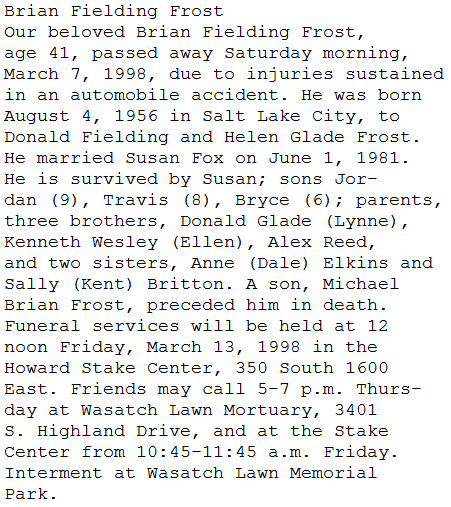 Brian Fielding Frost
Our beloved Brian Fielding Frost,
age 41, passed away Saturday morning,
March 7, 1998, due to injuries sustained
in an automobile accident. He was born
August 4, 1956 in Salt Lake City, to
Donald Fielding and Helen Glade Frost.
He married Susan Fox on June 1, 1981.
He is survived by Susan; sons Jor-
dan (9), Travis (8), Bryce (6); parents,
three brothers, Donald Glade (Lynne),
Kenneth Wesley (Ellen), Alex Reed,
and two sisters, Anne (Dale) Elkins and
Sally (Kent) Britton. A son, Michael
Brian Frost, preceded him in death.
Funeral services will be held at 12
noon Friday, March 13, 1998 in the
Howard Stake Center, 350 South 1600
East. Friends may call 5-7 p.m. Thurs-
day at Wasatch Lawn Mortuary, 3401
S. Highland Drive, and at the Stake
Center from 10:45-11:45 a.m. Friday.
Interment at Wasatch Lawn Memorial
Park.